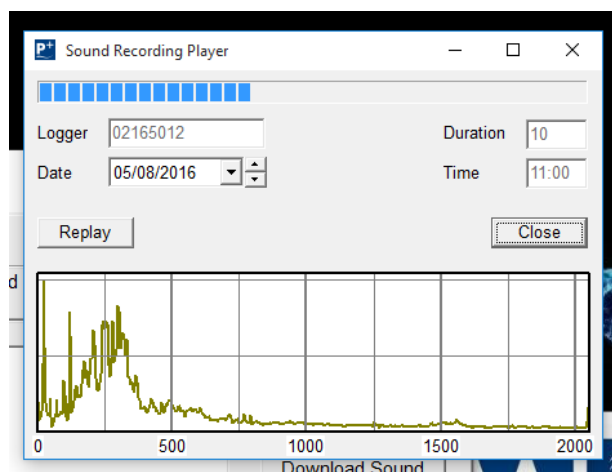 P+ Sound Recording Player
Logger 02165012 Duration 10
Date 05/08/2016 Time 11:00
Replay Close
d
0 500 1000 1500 2000
Download Sound